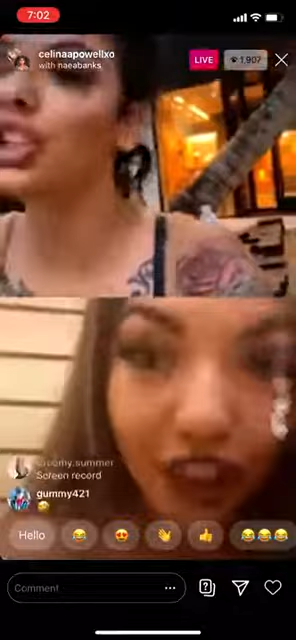 7:02
celinaapowellxo
with naeabanks
LIVE
1,907
Screen record
gummy421
Hello
Comment